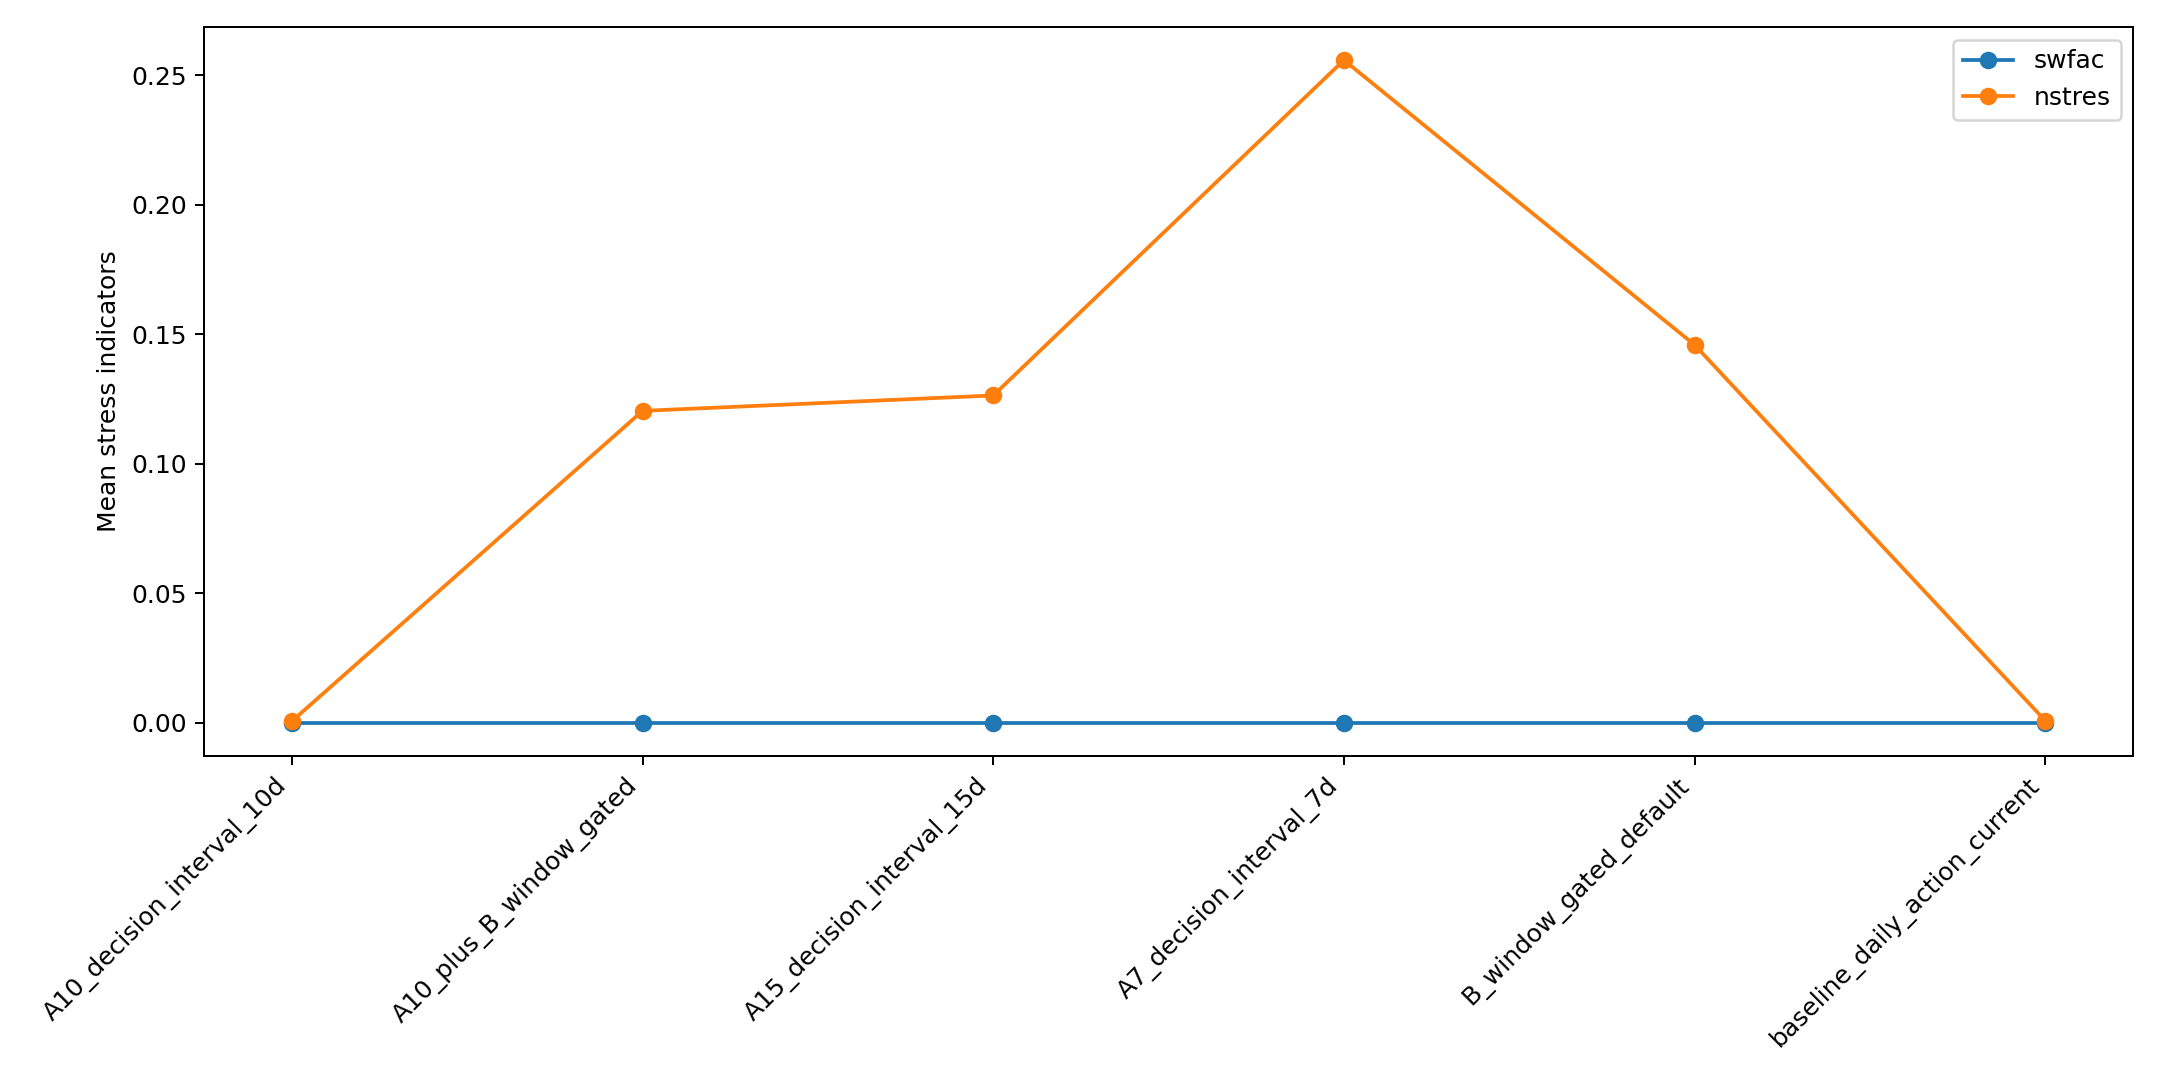 swfac
nstres
Mean stress indicators
0.25
0.20
0.15
0.10
0.05
0.00
A10_decision_interval_10d
A10_plus_B_window_gated
A15_decision_interval_15d
A7_decision_interval_7d
B_window_gated_default
baseline_daily_action_current